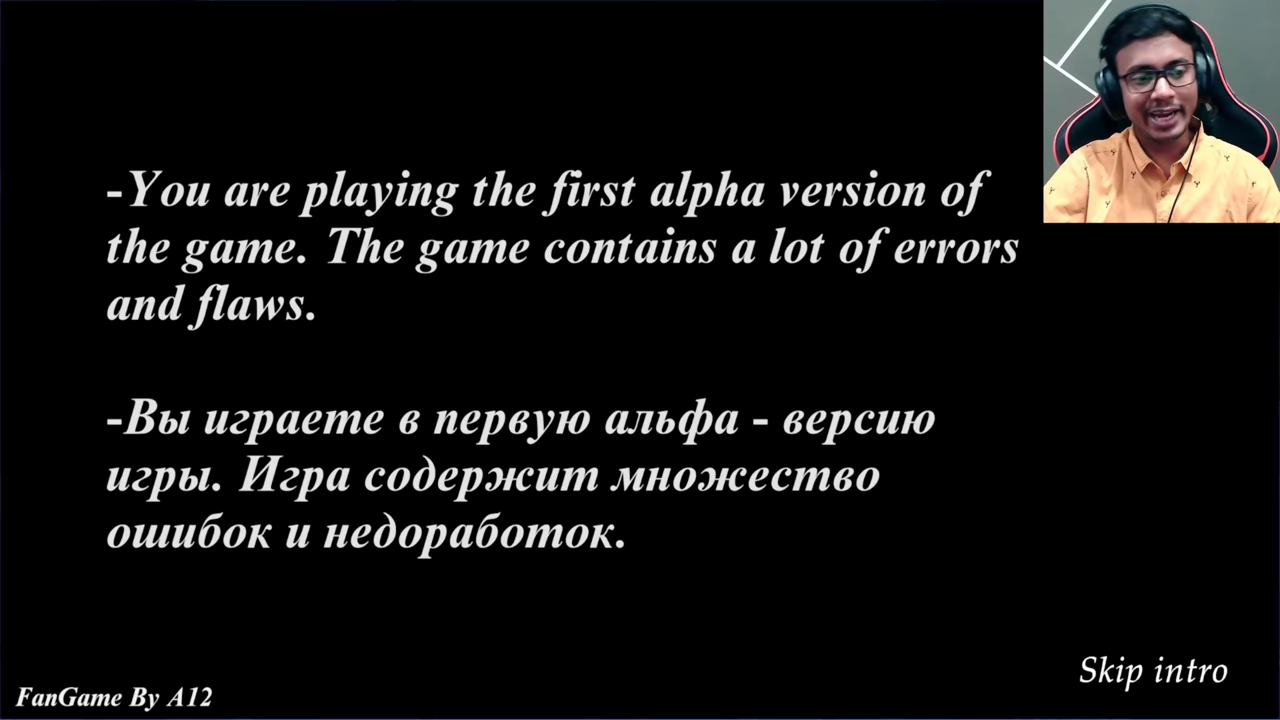 -You are playing the first alpha version of
the game. The game contains a lot of errors
and flaws.
-Вы играете в первую альфа - версию
игры. Игра содержит множество
ошибок и недоработок.
Skip intro
FanGame By A12